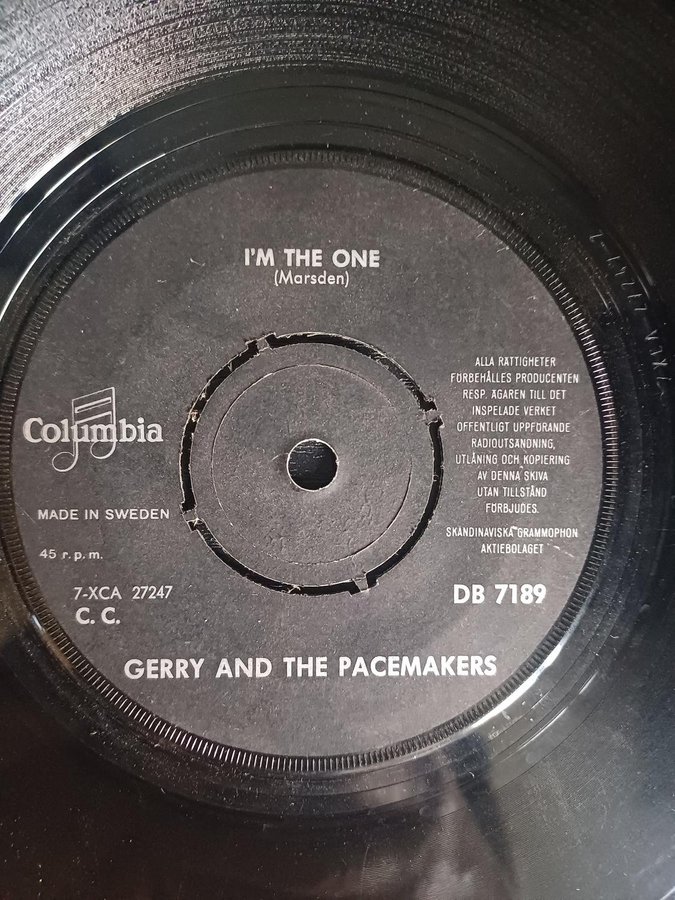 I'M THE ONE
(Marsden)
Columbia
MADE IN SWEDEN
45 r.p.m.
7-XCA 27247
C. C.
ALLA RÄTTIGHETER
FÖRBEHÅLLES PRODUCENTEN
RESP. ÄGAREN TILL DET
INSPELADE VERKET
OFFENTLIGT UPPFÖRANDE
RADIOUTSÄNDNING,
UTLÅNING OCH KOPIERING
AV DENNA SKIVA
UTAN TILLSTÅND
FÖRBJUDES.
SKANDINAVISKA GRAMMOPHON
AKTIEBOLAGET
DB 7189
GERRY AND THE PACEMAKERS